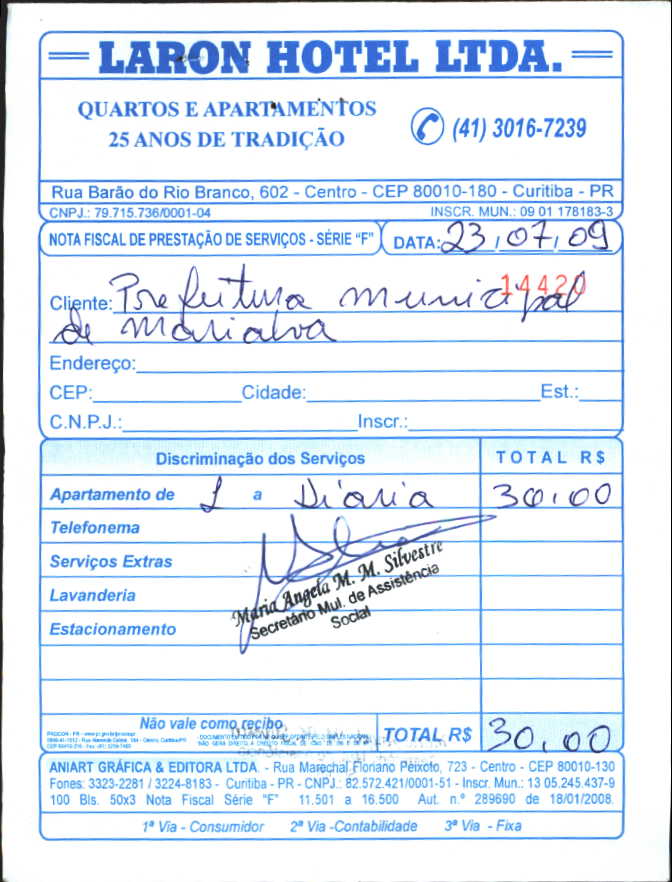 LARON HOTEL LTDA.
QUARTOS E APARTAMENTOS
25 ANOS DE TRADIÇÃO
(41) 3016-7239
Rua Barão do Rio Branco, 602 - Centro - CEP 80010-180 - Curitiba - PR
CNPJ.: 79.715.736/0001-04 INSCR. MUN.: 09 01 178183-3
NOTA FISCAL DE PRESTAÇÃO DE SERVIÇOS - SÉRIE "F" DATA: 23/07/09
14420
Cliente: Prefeitura municipal
de Marialva
Endereço:
CEP: Cidade: Est.:
C.N.P.J.: Inscr.:
Discriminação dos Serviços TOTAL R$
Apartamento de 1 a Diária 30,00
Telefonema
Serviços Extras
Lavanderia
Estacionamento
Maria Angela M. M. Silvestre
Secretário Mul. de Assistência
Social
Não vale como recibo
TOTAL R$ 30,00
ANIART GRÁFICA & EDITORA LTDA. - Rua Marechal Floriano Peixoto, 723 - Centro - CEP 80010-130
Fones: 3323-2281 / 3224-8183 - Curitiba - PR - CNPJ.: 82.572.421/0001-51 - Inscr. Mun.: 13 05.245.437-9
100 Bls. 50x3 Nota Fiscal Série "F" 11.501 a 16.500 Aut. n.º 289690 de 18/01/2008.
1ª Via - Consumidor 2ª Via -Contabilidade 3ª Via - Fixa